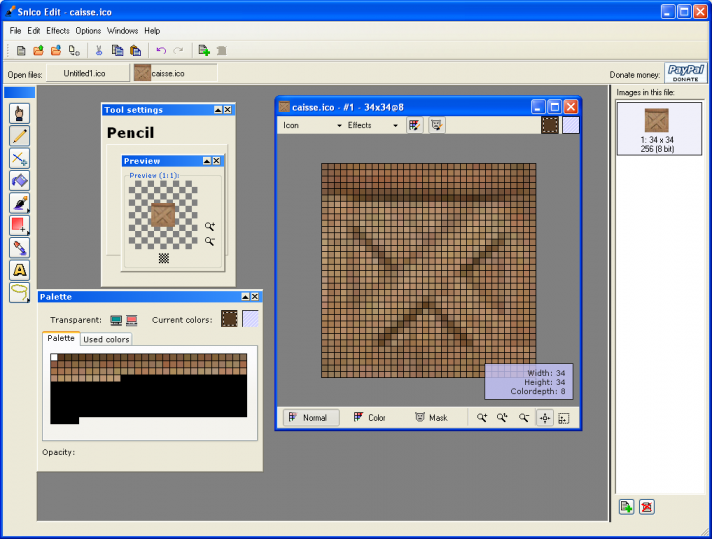 SnIco Edit - caisse.ico
File Edit Effects Options Windows Help
Open files: Untitled1.ico caisse.ico Donate money: PayPal DONATE
Images in this file:
1: 34 x 34
256 (8 bit)
Tool settings
Pencil
Preview
Preview (1:1):
caisse.ico - #1 - 34x34@8
Icon Effects
Width: 34
Height: 34
Colordepth: 8
Normal Color Mask
Palette
Transparent: Current colors:
Palette Used colors
Opacity: